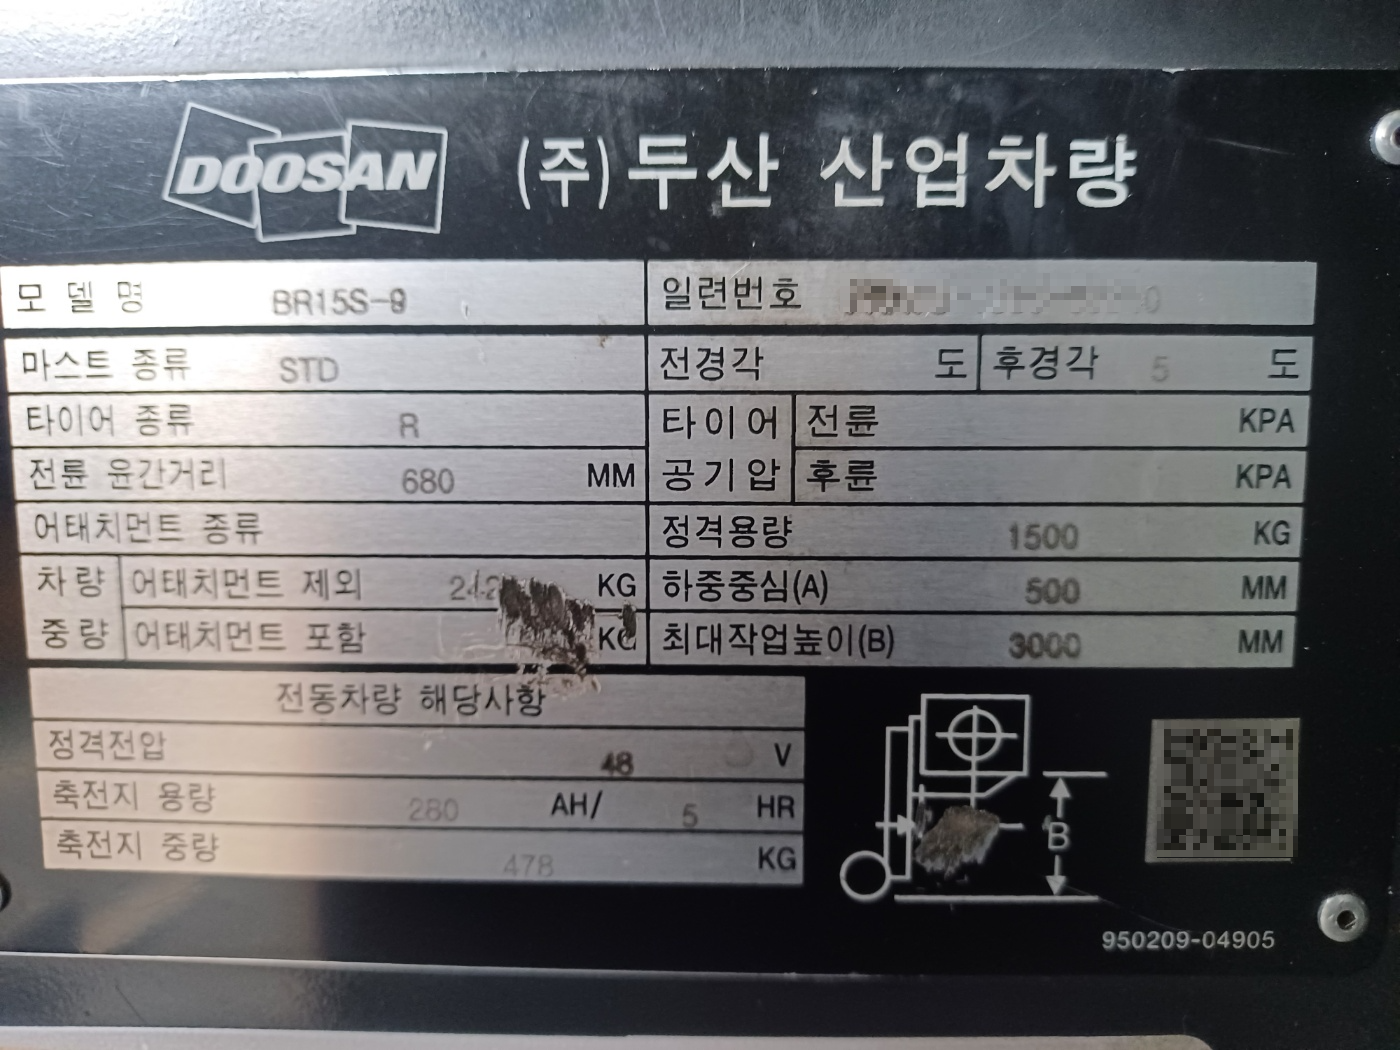 DOOSAN (주)두산 산업차량
모델명 BR15S-9 일련번호
마스트 종류 STD 전경각 도 후경각 5 도
타이어 종류 R 타이어 전륜 KPA
전륜 윤간거리 680 MM 공기압 후륜 KPA
어태치먼트 종류 정격용량 1500 KG
차량 어태치먼트 제외 KG 하중중심(A) 500 MM
중량 어태치먼트 포함 KG 최대작업높이(B) 3000 MM
전동차량 해당사항
정격전압 48 V
축전지 용량 280 AH/ 5 HR
축전지 중량 478 KG
B
950209-04905